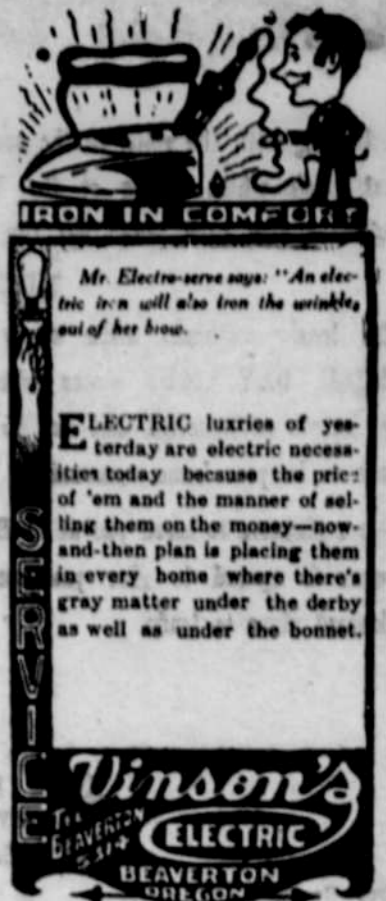 IRON IN COMFORT
Mr. Electro-serve says: "An elec-
tric iron will also iron the wrinkles
out of her brow.
ELECTRIC luxries of yes-
terday are electric necess-
ities today because the price
of 'em and the manner of sel-
ling them on the money—now-
and-then plan is placing them
in every home where there's
gray matter under the derby
as well as under the bonnet.
SERVICE
Vinson's
ELECTRIC
Tel.
BEAVERTON
5314
BEAVERTON
OREGON